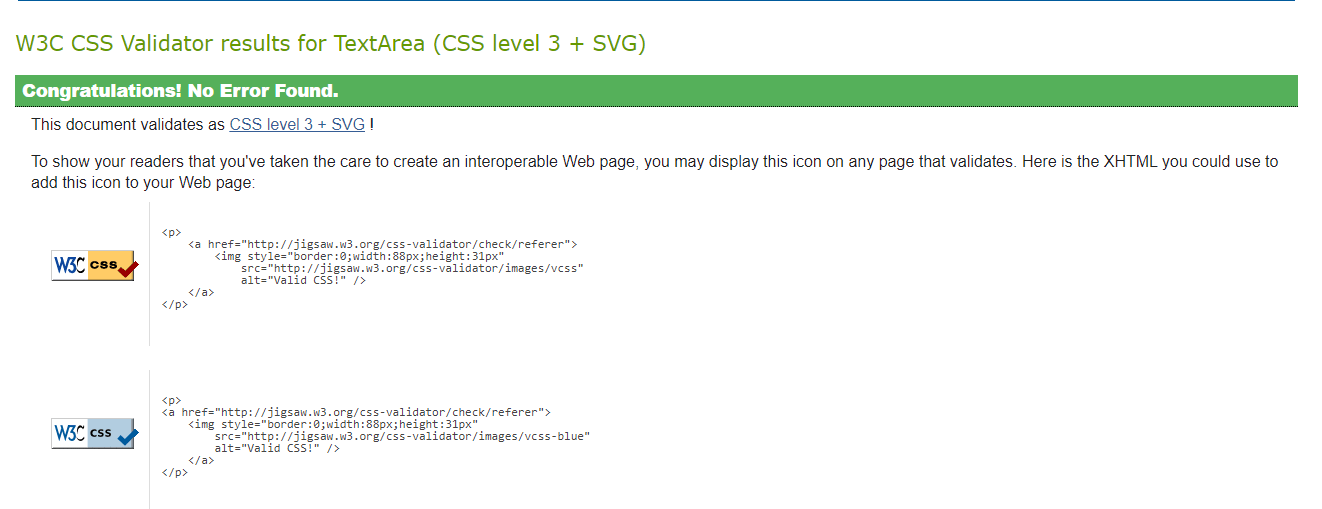 W3C CSS Validator results for TextArea (CSS level 3 + SVG)
Congratulations! No Error Found.
This document validates as CSS level 3 + SVG !
To show your readers that you've taken the care to create an interoperable Web page, you may display this icon on any page that validates. Here is the XHTML you could use to
add this icon to your Web page:
W3C css
<p>
<a href="http://jigsaw.w3.org/css-validator/check/referer">
<img style="border:0;width:88px;height:31px"
src="http://jigsaw.w3.org/css-validator/images/vcss"
alt="Valid CSS!" />
</a>
</p>
W3C css
<p>
<a href="http://jigsaw.w3.org/css-validator/check/referer">
<img style="border:0;width:88px;height:31px"
src="http://jigsaw.w3.org/css-validator/images/vcss-blue"
alt="Valid CSS!" />
</a>
</p>